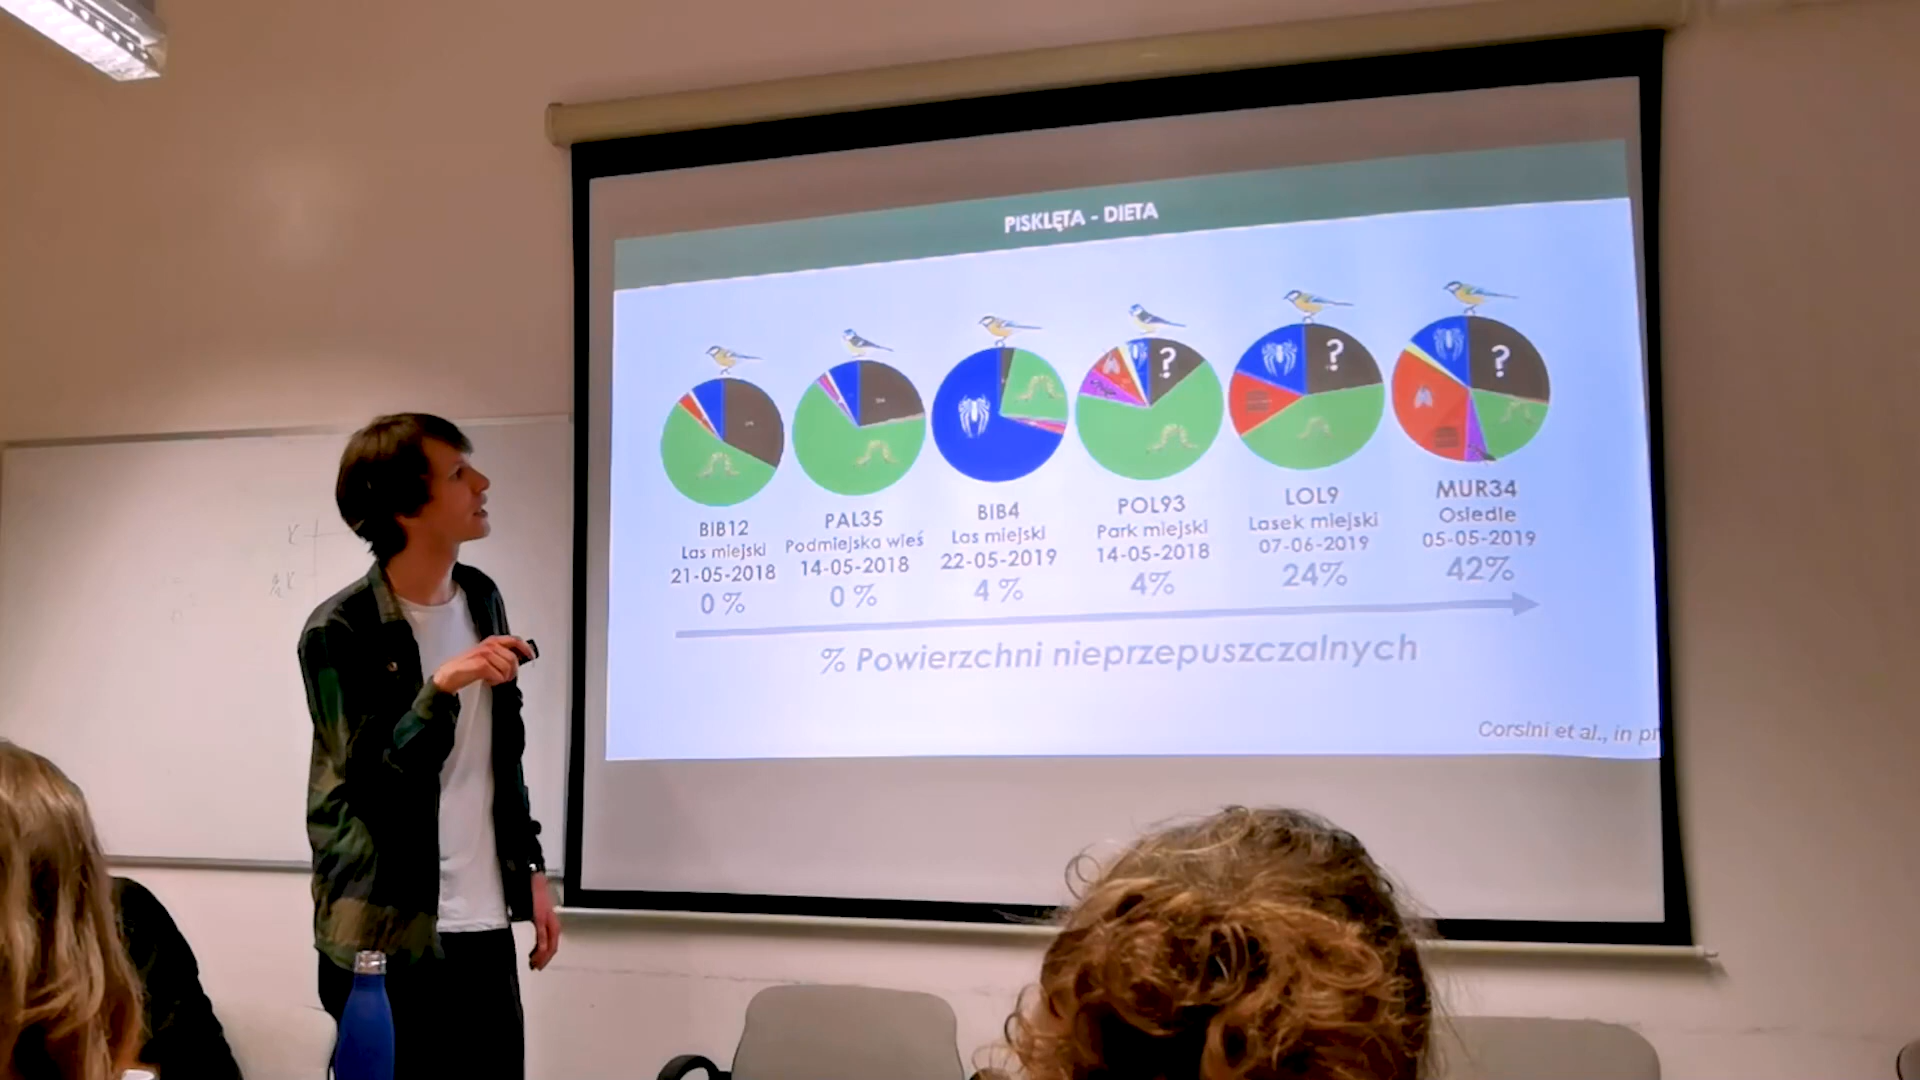 PISKLĘTA - DIETA
?
?
?
BIB12
Las miejski
21-05-2018
0 %
PAL35
Podmiejska wieś
14-05-2018
0 %
BIB4
Las miejski
22-05-2019
4 %
POL93
Park miejski
14-05-2018
4%
LOL9
Lasek miejski
07-06-2019
24%
MUR34
Osiedle
05-05-2019
42%
% Powierzchni nieprzepuszczalnych
Corsini et al., in